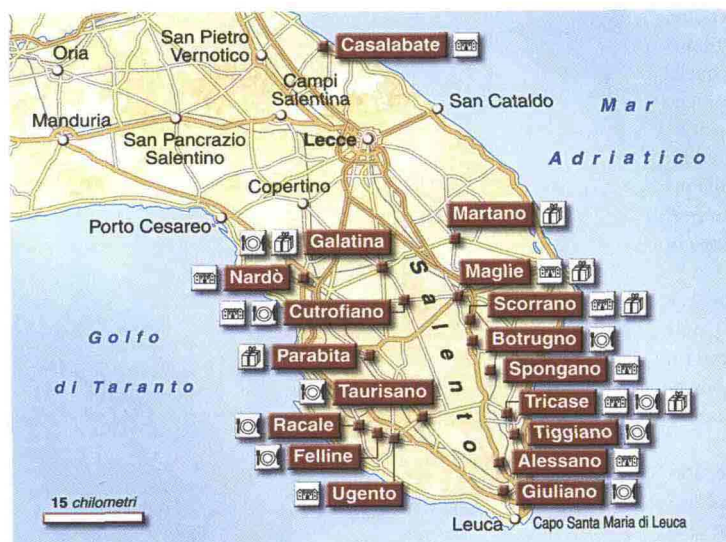 San Pietro
Vernotico
Casalabate
Oria
Campi
Salentina
San Cataldo
Mar
Adriatico
Manduria
San Pancrazio
Salentino
Lecce
Copertino
Porto Cesareo
Martano
Galatina
Nardò
Maglie
Cutrofiano
Scorrano
Salento
Golfo
di Taranto
Botrugno
Parabita
Spongano
Taurisano
Tricase
Racale
Tiggiano
Felline
Alessano
Ugento
Giuliano
15 chilometri
Leuca
Capo Santa Maria di Leuca